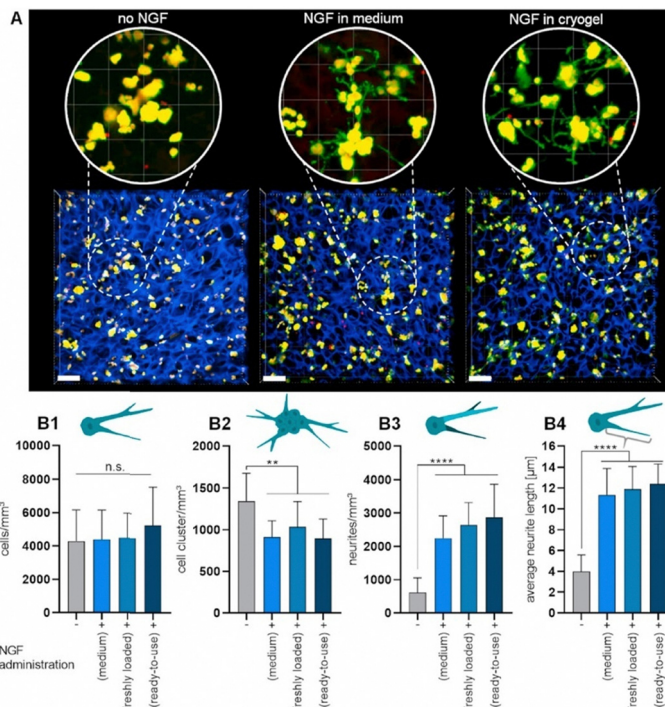 A
no NGF
NGF in medium
NGF in cryogel
B1
cells/mm³
10000
8000
6000
4000
2000
0
n.s.
-
+
(medium)
+
reshly loaded)
+
(ready-to-use)
B2
cell cluster/mm³
2000
1500
1000
500
0
**
-
+
(medium)
+
reshly loaded)
+
(ready-to-use)
B3
neurites/mm³
5000
4000
3000
2000
1000
0
****
-
+
(medium)
+
reshly loaded)
+
(ready-to-use)
B4
average neurite length [µm]
16
14
12
10
8
6
4
2
0
****
-
+
(medium)
+
reshly loaded)
+
(ready-to-use)
NGF
administration